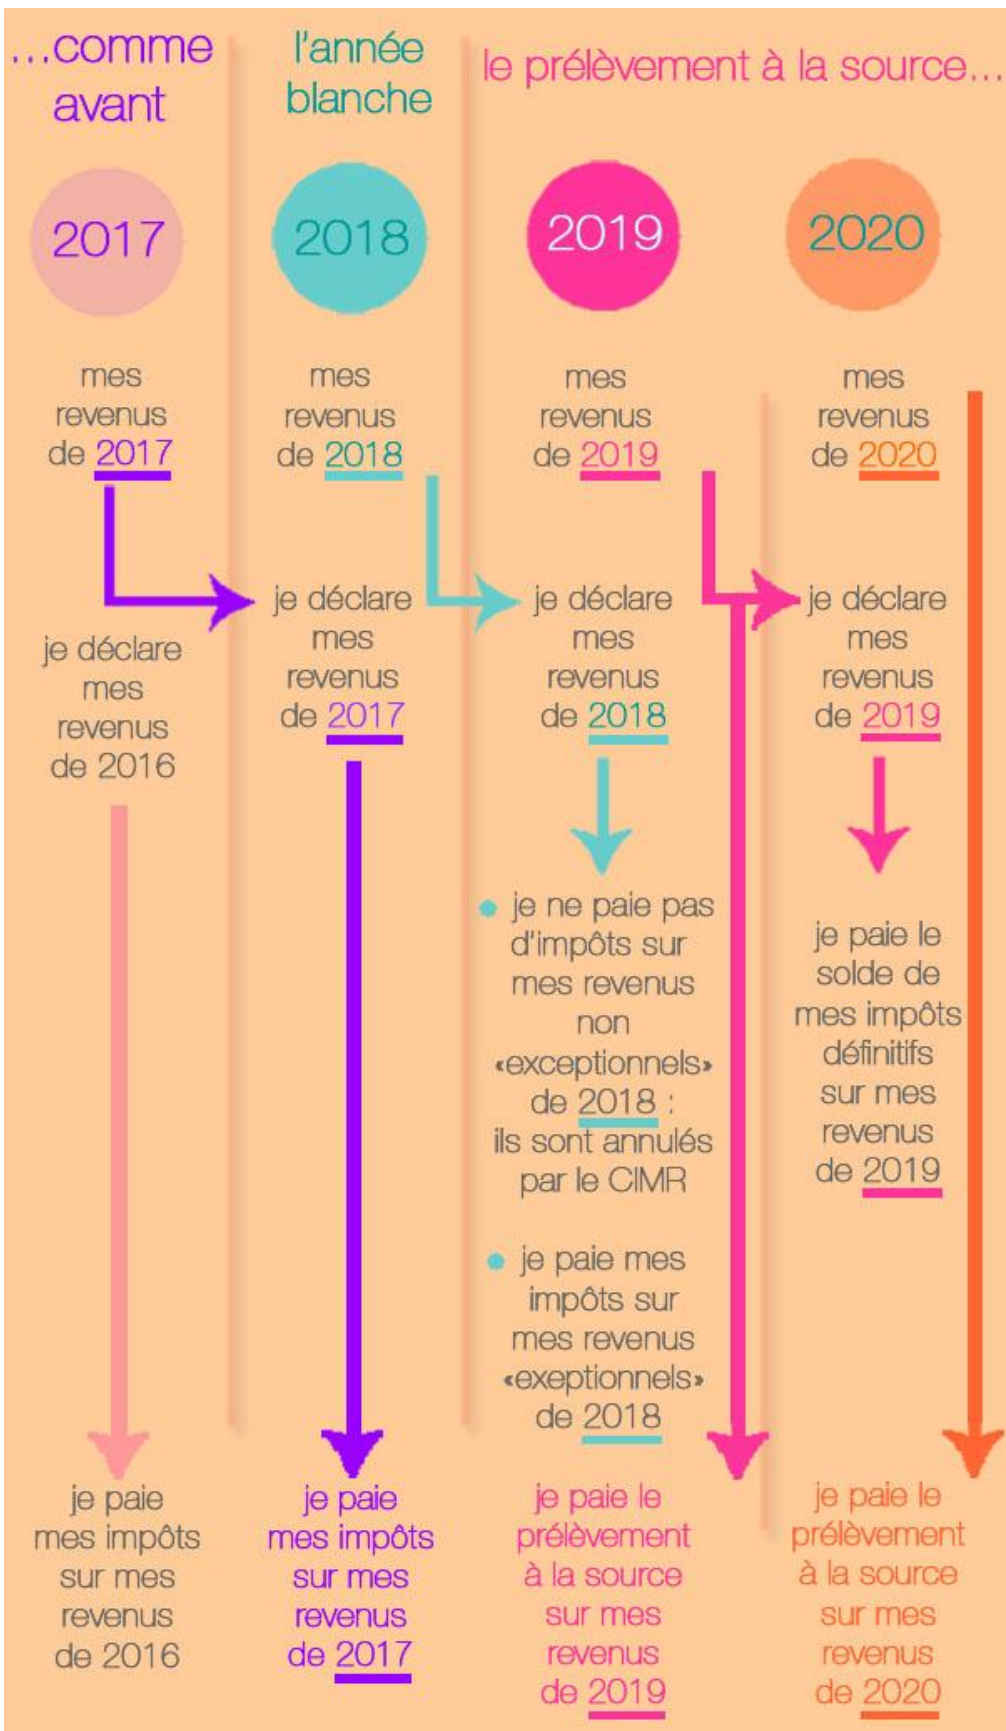 ...comme
avant
2017
mes
revenus
de 2017
je déclare
mes
revenus
de 2016
je paie
mes impôts
sur mes
revenus
de 2016
l'année
blanche
2018
mes
revenus
de 2018
je déclare
mes
revenus
de 2017
je paie
mes impôts
sur mes
revenus
de 2017
le prélèvement à la source...
2019
mes
revenus
de 2019
je déclare
mes
revenus
de 2018
je ne paie pas
d'impôts sur
mes revenus
non
«exceptionnels»
de 2018 :
ils sont annulés
par le CIMR
je paie mes
impôts sur
mes revenus
«exeptionnels»
de 2018
je paie le
prélèvement
à la source
sur mes
revenus
de 2019
2020
mes
revenus
de 2020
je déclare
mes
revenus
de 2019
je paie le
solde de
mes impôts
définitifs
sur mes
revenus
de 2019
je paie le
prélèvement
à la source
sur mes
revenus
de 2020